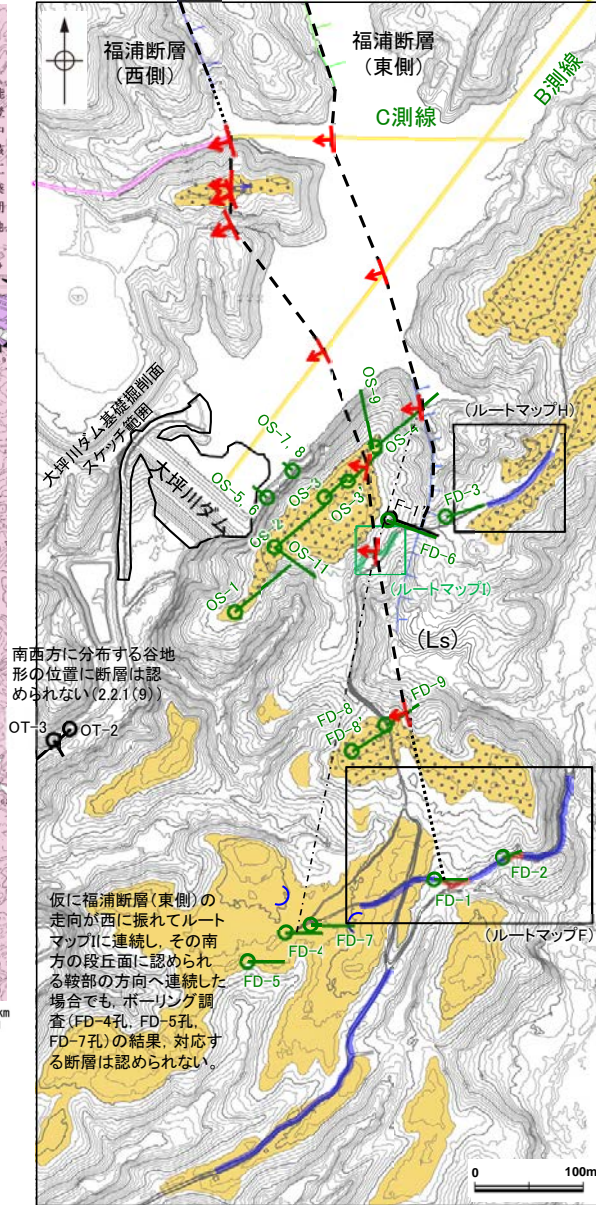 福浦断層
(西側)
福浦断層
(東側)
B測線
C測線
大坪川ダム基礎掘削面
スケッチ範囲
大坪川ダム
OS-9
OS-4
OS-7, 8
OS-5, 6
OS-3
OS-3'
OS-2
OS-11
OS-1
(ルートマップH)
FD-3
F-1'
FD-6
(ルートマップI)
(Ls)
南西方に分布する谷地
形の位置に断層は認
められない(2.2.1(9))
OT-3
OT-2
FD-9
FD-8
FD-8'
FD-2
FD-1
(ルートマップF)
FD-7
FD-4
FD-5
仮に福浦断層(東側)の
走向が西に振れてルート
マップIに連続し，その南
方の段丘面に認められ
る鞍部の方向へ連続した
場合でも，ボーリング調
査(FD-4孔，FD-5孔，
FD-7孔)の結果，対応す
る断層は認められない。
km
0 100m